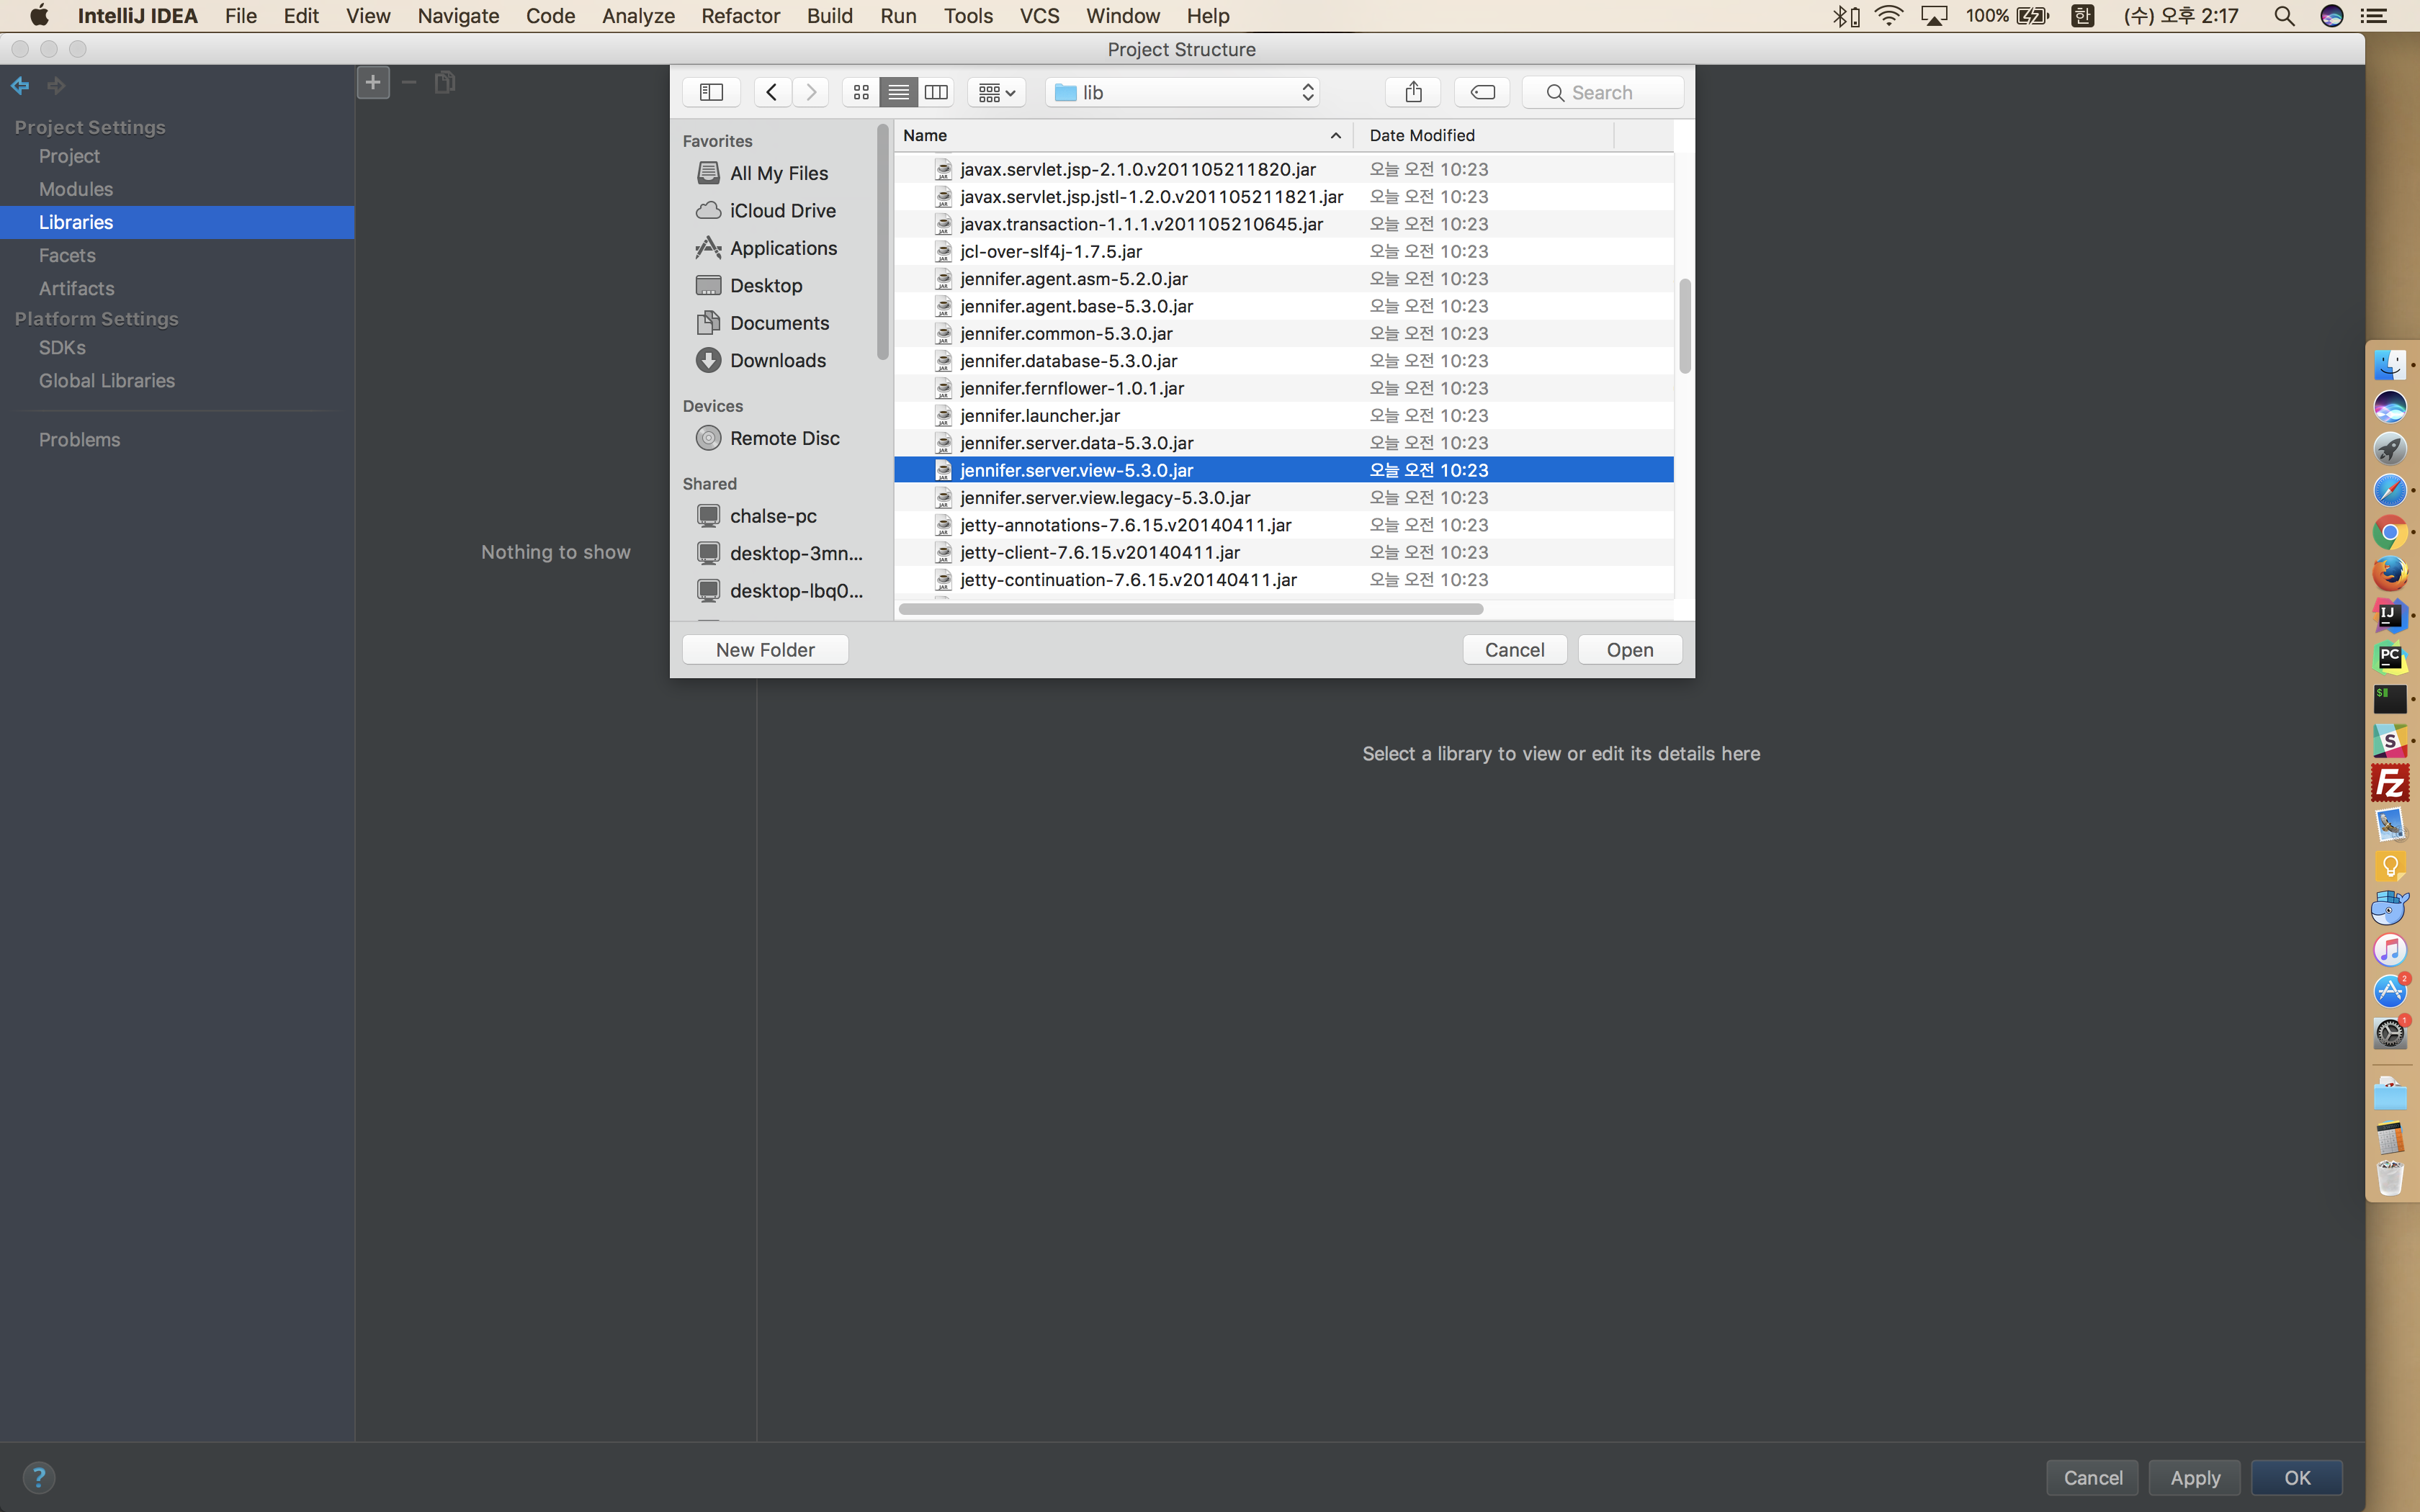 IntelliJ IDEA File Edit View Navigate Code Analyze Refactor Build Run Tools VCS Window Help 100% 한 (수) 오후 2:17
Project Structure
Project Settings
Project
Modules
Libraries
Facets
Artifacts
Platform Settings
SDKs
Global Libraries
Problems
Nothing to show
lib
Search
Favorites
All My Files
iCloud Drive
Applications
Desktop
Documents
Downloads
Devices
Remote Disc
Shared
chalse-pc
desktop-3mn...
desktop-lbq0...
Name Date Modified
javax.servlet.jsp-2.1.0.v201105211820.jar 오늘 오전 10:23
javax.servlet.jsp.jstl-1.2.0.v201105211821.jar 오늘 오전 10:23
javax.transaction-1.1.1.v201105210645.jar 오늘 오전 10:23
jcl-over-slf4j-1.7.5.jar 오늘 오전 10:23
jennifer.agent.asm-5.2.0.jar 오늘 오전 10:23
jennifer.agent.base-5.3.0.jar 오늘 오전 10:23
jennifer.common-5.3.0.jar 오늘 오전 10:23
jennifer.database-5.3.0.jar 오늘 오전 10:23
jennifer.fernflower-1.0.1.jar 오늘 오전 10:23
jennifer.launcher.jar 오늘 오전 10:23
jennifer.server.data-5.3.0.jar 오늘 오전 10:23
jennifer.server.view-5.3.0.jar 오늘 오전 10:23
jennifer.server.view.legacy-5.3.0.jar 오늘 오전 10:23
jetty-annotations-7.6.15.v20140411.jar 오늘 오전 10:23
jetty-client-7.6.15.v20140411.jar 오늘 오전 10:23
jetty-continuation-7.6.15.v20140411.jar 오늘 오전 10:23
New Folder Cancel Open
Select a library to view or edit its details here
IJ
PC
S
Fz
2
1
? Cancel Apply OK